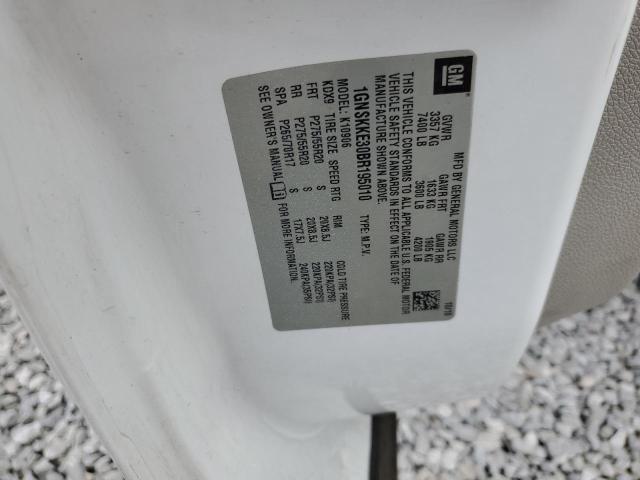 GM
MFD BY GENERAL MOTORS LLC
GVWR GAWR FRT GAWR RR
3357 KG 1633 KG 1905 KG
7400 LB 3600 LB 4200 LB
THIS VEHICLE CONFORMS TO ALL APPLICABLE U.S. FEDERAL MOTOR
VEHICLE SAFETY STANDARDS IN EFFECT ON THE DATE OF
MANUFACTURE SHOWN ABOVE.
1GNSKKE30BR195010 TYPE: M.P.V.
MODEL: K10906
KDX9 TIRE SIZE SPEED RTG RIM COLD TIRE PRESSURE
FRT P275/55R20 S 20X8.5J 220KPA(32PSI)
RR P275/55R20 S 20X8.5J 220KPA(32PSI)
SPA P265/70R17 S 17X7.5J 240KPA(35PSI)
SEE OWNER'S MANUAL FOR MORE INFORMATION.